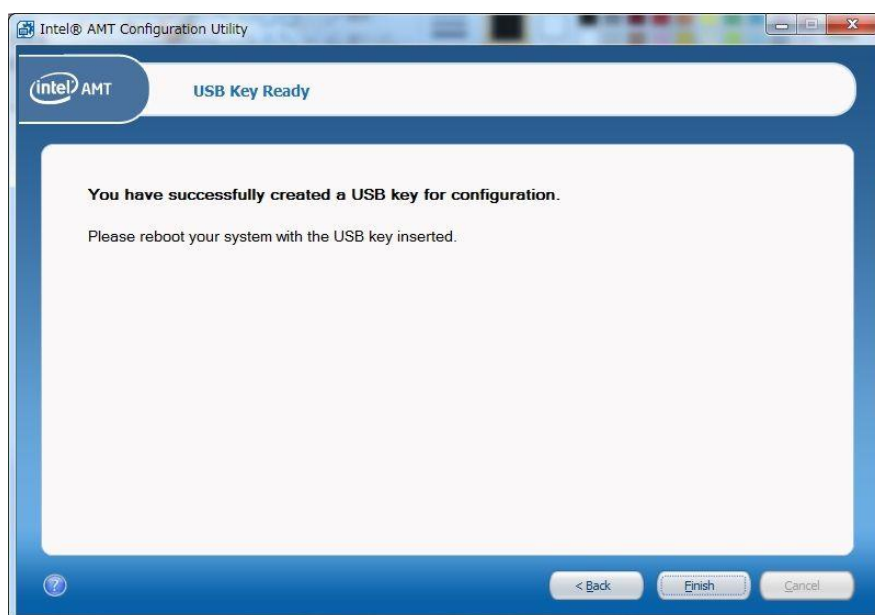 Intel® AMT Configuration Utility
intel AMT
USB Key Ready
You have successfully created a USB key for configuration.
Please reboot your system with the USB key inserted.
?
< Back
Finish
Cancel